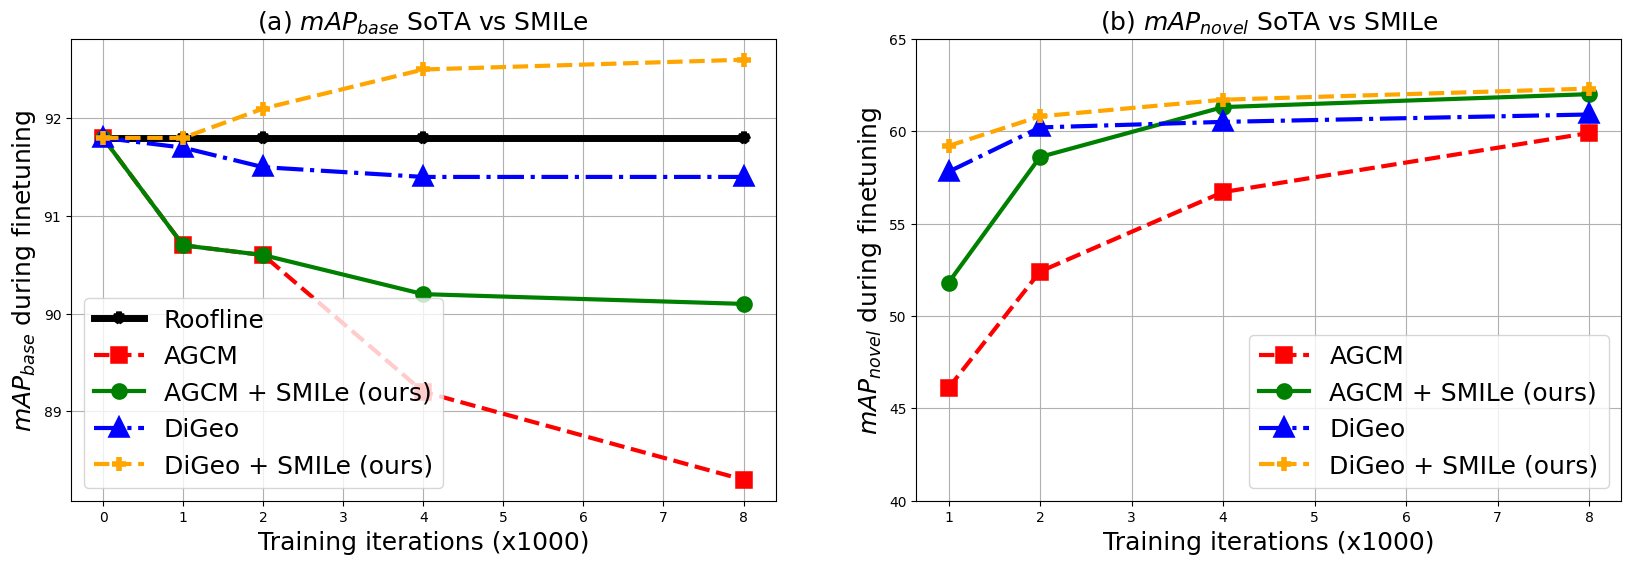 (a) mAP_base SoTA vs SMILe
mAP_base during finetuning
92
91
90
89
Roofline
AGCM
AGCM + SMILe (ours)
DiGeo
DiGeo + SMILe (ours)
0 1 2 3 4 5 6 7 8
Training iterations (x1000)
(b) mAP_novel SoTA vs SMILe
mAP_novel during finetuning
65
60
55
50
45
40
AGCM
AGCM + SMILe (ours)
DiGeo
DiGeo + SMILe (ours)
1 2 3 4 5 6 7 8
Training iterations (x1000)